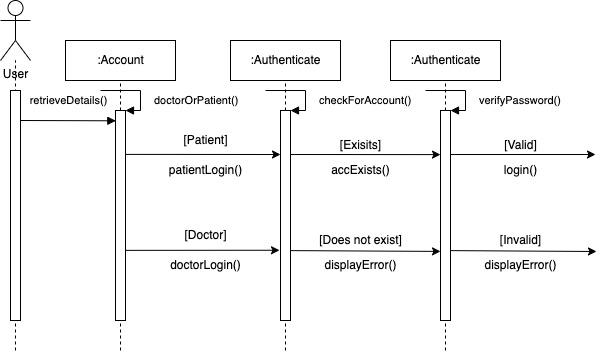 User
:Account
:Authenticate
:Authenticate
retrieveDetails()
doctorOrPatient()
checkForAccount()
verifyPassword()
[Patient]
patientLogin()
[Exisits]
accExists()
[Valid]
login()
[Doctor]
doctorLogin()
[Does not exist]
displayError()
[Invalid]
displayError()